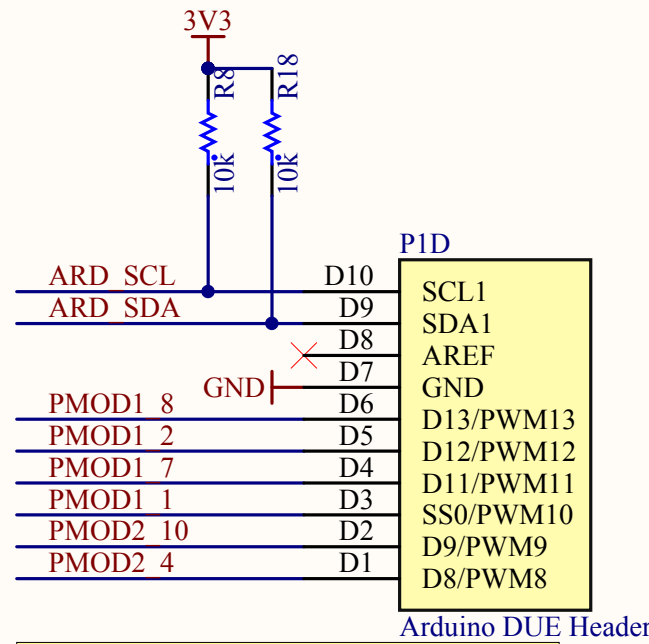 3V3
R8 R18
10k 10k
P1D
ARD_SCL D10 SCL1
ARD_SDA D9 SDA1
D8 AREF
GND D7 GND
PMOD1_8 D6 D13/PWM13
PMOD1_2 D5 D12/PWM12
PMOD1_7 D4 D11/PWM11
PMOD1_1 D3 SS0/PWM10
PMOD2_10 D2 D9/PWM9
PMOD2_4 D1 D8/PWM8
Arduino DUE Header